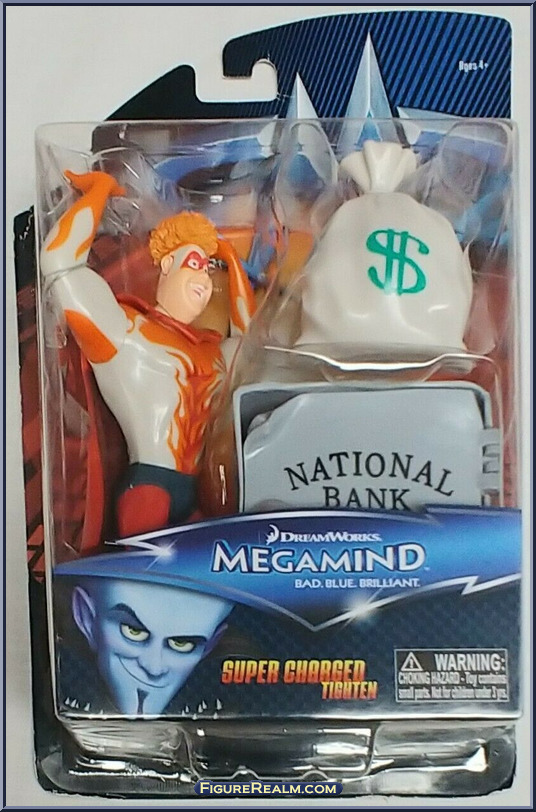 Ages 4+
$
NATIONAL
BANK
DREAMWORKS
MEGAMIND™
BAD. BLUE. BRILLIANT.
SUPER CHARGED
TIGHTEN
WARNING:
CHOKING HAZARD - Toy contains
small parts. Not for children under 3 yrs.
FIGUREREALM.COM